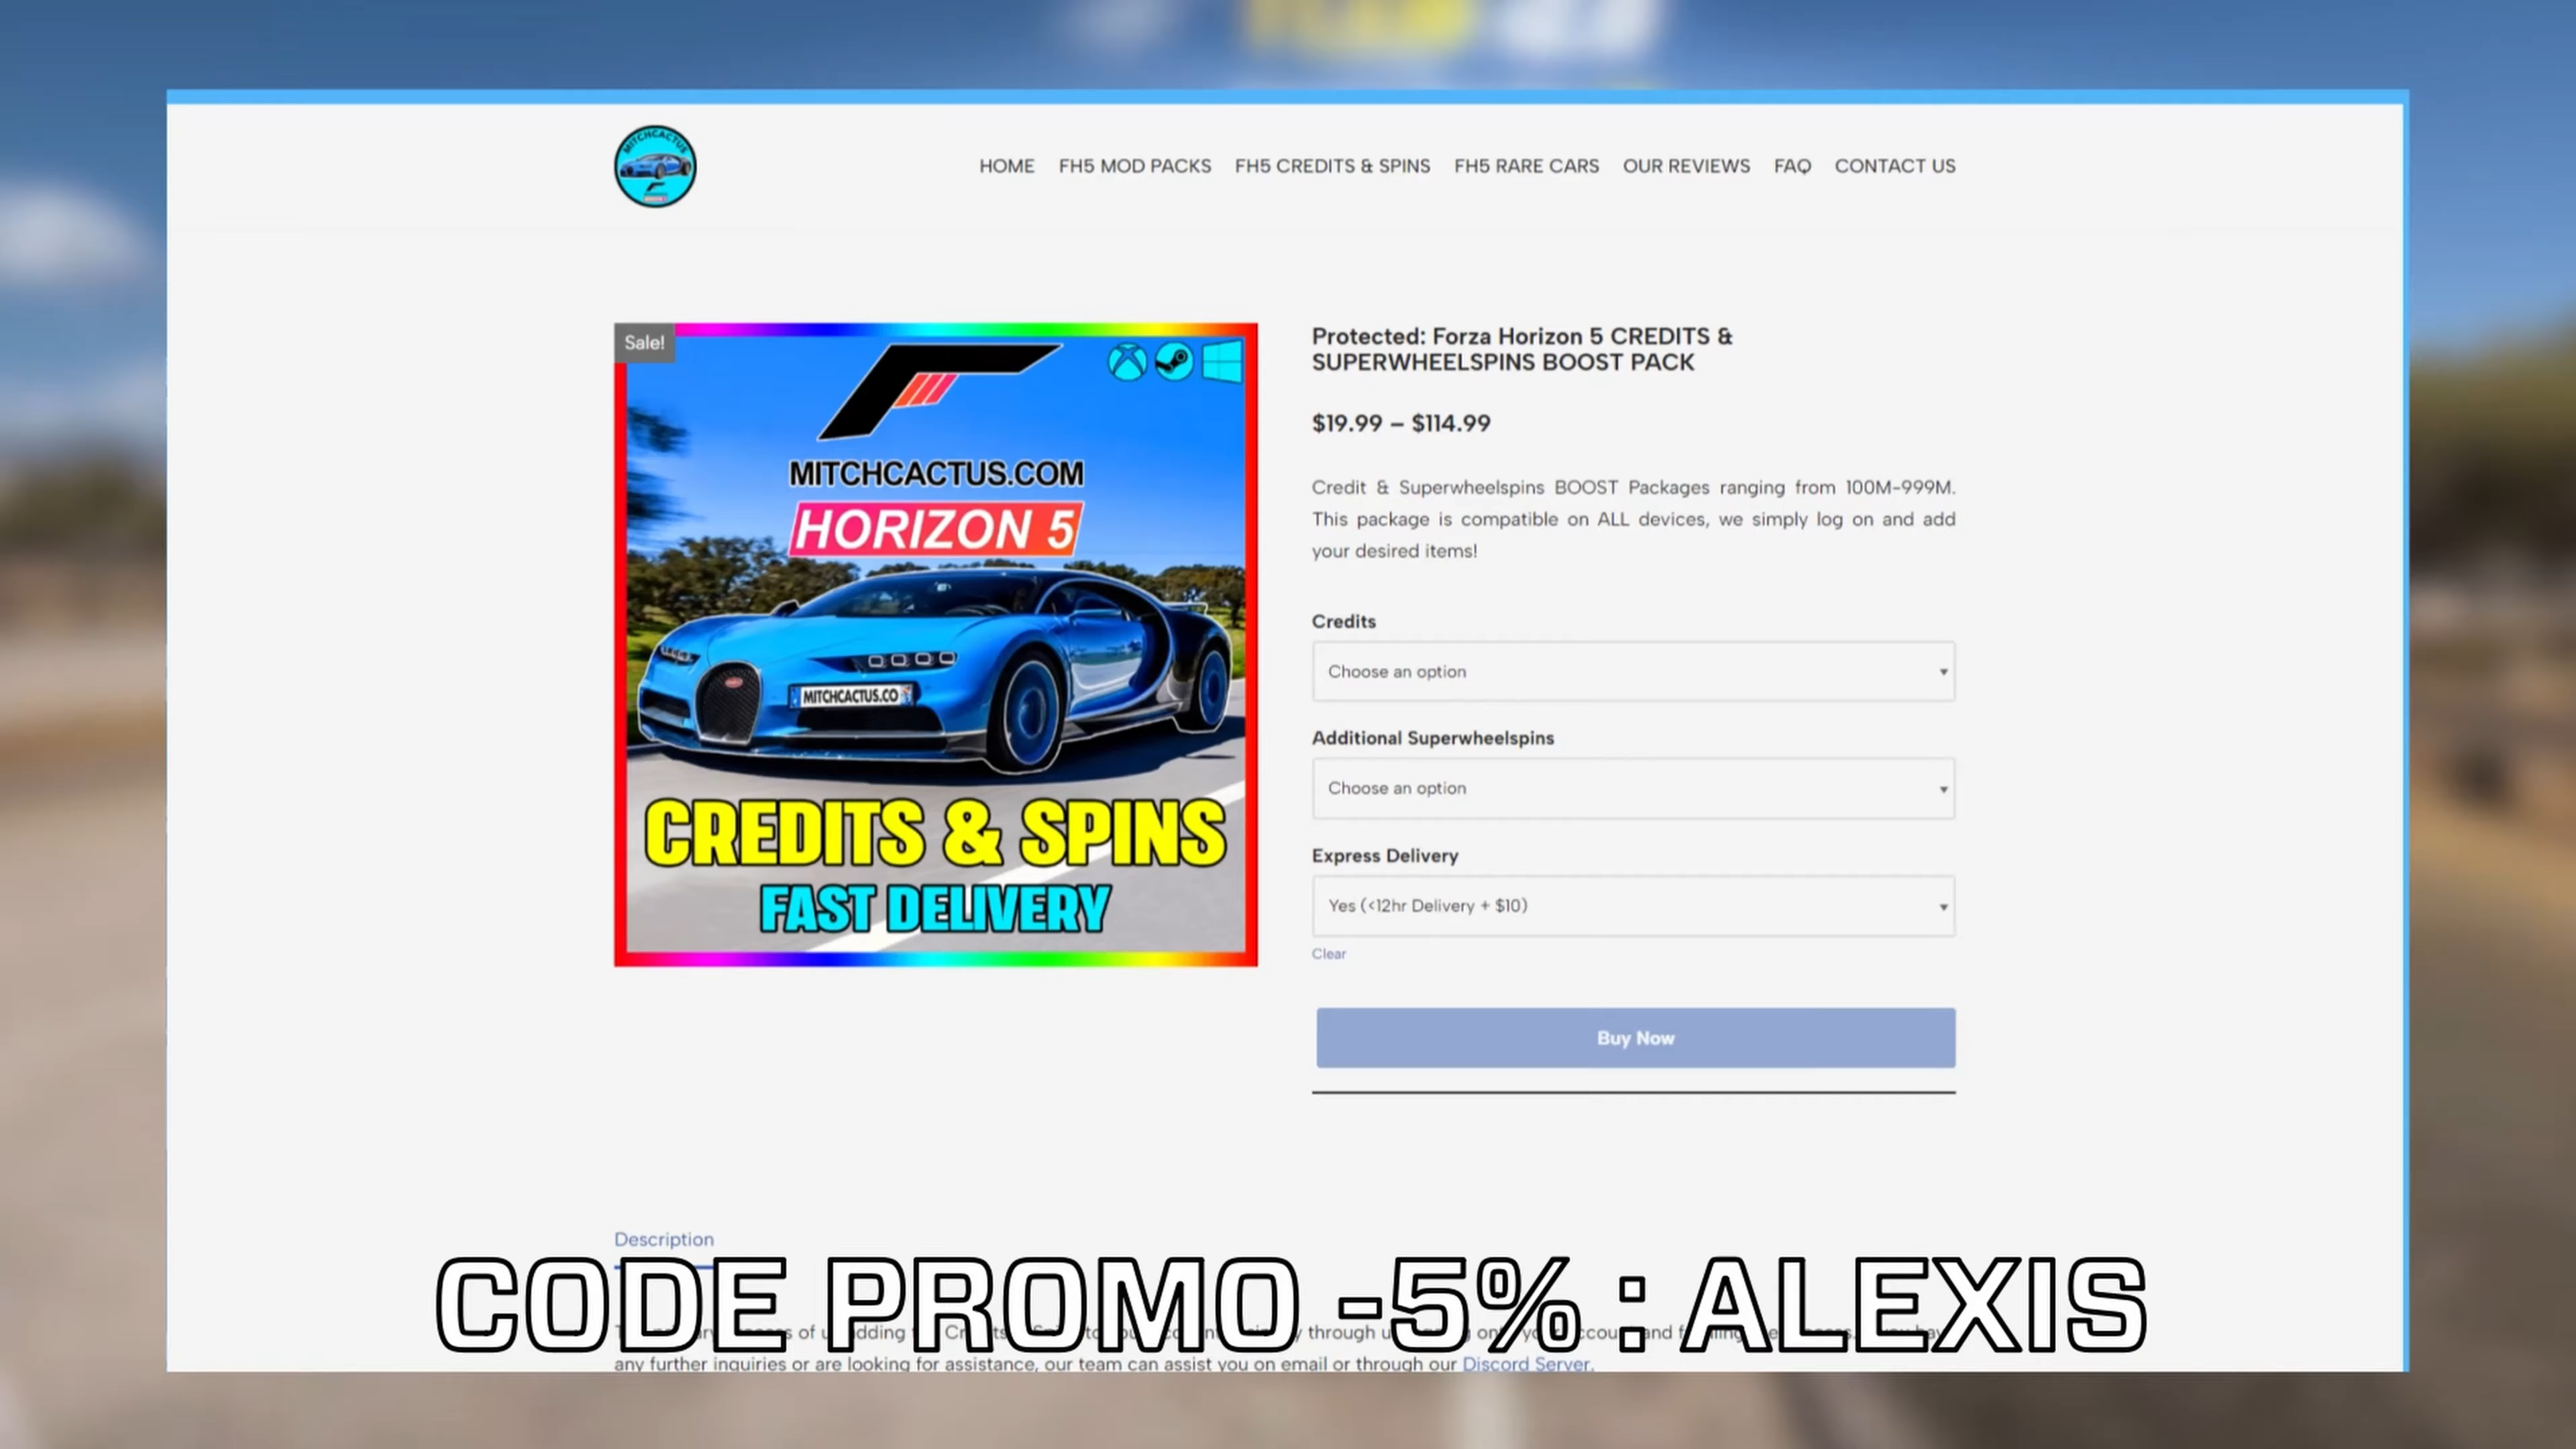 MITCHCACTUS
HOME FH5 MOD PACKS FH5 CREDITS & SPINS FH5 RARE CARS OUR REVIEWS FAQ CONTACT US
Sale!
MITCHCACTUS.COM
HORIZON 5
MITCHCACTUS.CO
CREDITS & SPINS
FAST DELIVERY
Protected: Forza Horizon 5 CREDITS &
SUPERWHEELSPINS BOOST PACK
$19.99 – $114.99
Credit & Superwheelspins BOOST Packages ranging from 100M-999M.
This package is compatible on ALL devices, we simply log on and add
your desired items!
Credits
Choose an option
Additional Superwheelspins
Choose an option
Express Delivery
Yes (<12hr Delivery + $10)
Clear
Buy Now
Description
CODE PROMO -5% : ALEXIS
any further inquiries or are looking for assistance, our team can assist you on email or through our Discord Server.